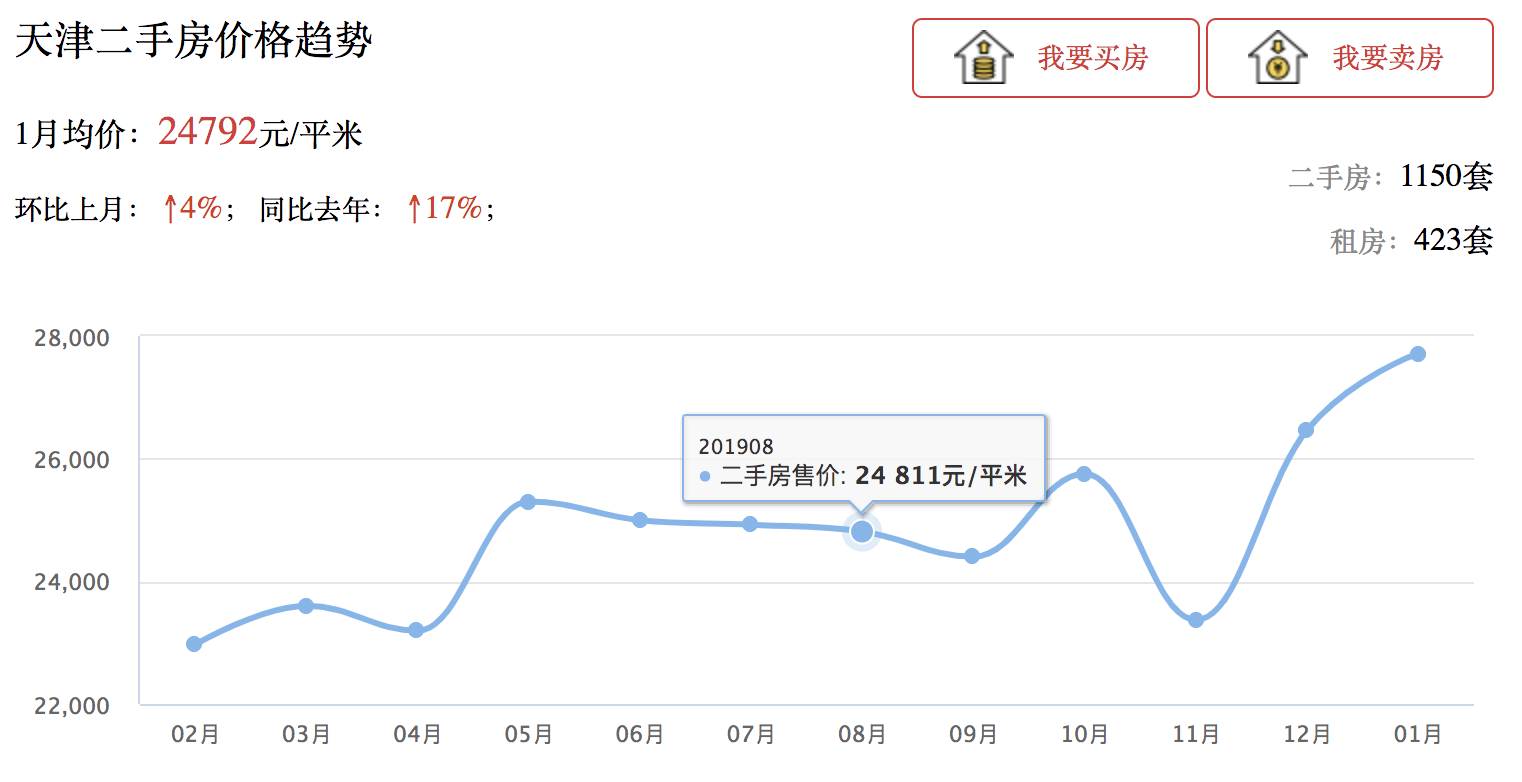 天津二手房价格趋势
我要买房
我要卖房
1月均价：24792元/平米
环比上月：↑4%； 同比去年：↑17%；
二手房：1150套
租房：423套
28,000
26,000
24,000
22,000
201908
● 二手房售价: 24 811元/平米
02月 03月 04月 05月 06月 07月 08月 09月 10月 11月 12月 01月